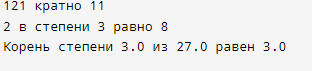 121 кратно 11
2 в степени 3 равно 8
Корень степени 3.0 из 27.0 равен 3.0